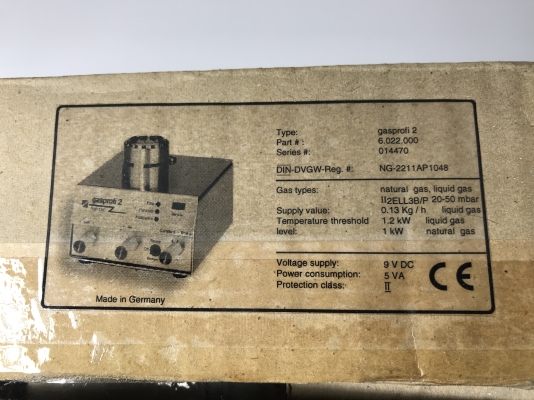 gasprofi 2
Made in Germany
Type: gasprofi 2
Part # : 6.022.000
Series #: 014470
DIN-DVGW-Reg. #: NG-2211AP1048
Gas types: natural gas, liquid gas
II2ELL3B/P 20-50 mbar
Supply value: 0.13 Kg / h liquid gas
Temperature threshold 1.2 kW liquid gas
level: 1 kW natural gas
Voltage supply: 9 V DC
Power consumption: 5 VA
Protection class: II
CE